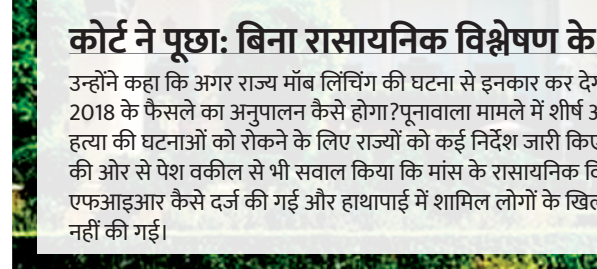 कोर्ट ने पूछा: बिना रासायनिक विश्लेषण के
उन्होंने कहा कि अगर राज्य मॉब लिंचिंग की घटना से इनकार कर
2018 के फैसले का अनुपालन कैसे होगा?पूनावाला मामले में शीर्ष
हत्या की घटनाओं को रोकने के लिए राज्यों को कई निर्देश जारी
की ओर से पेश वकील से भी सवाल किया कि मांस के रासायनिक
एफआइआर कैसे दर्ज की गई और हाथापाई में शामिल लोगों के
नहीं की गई।